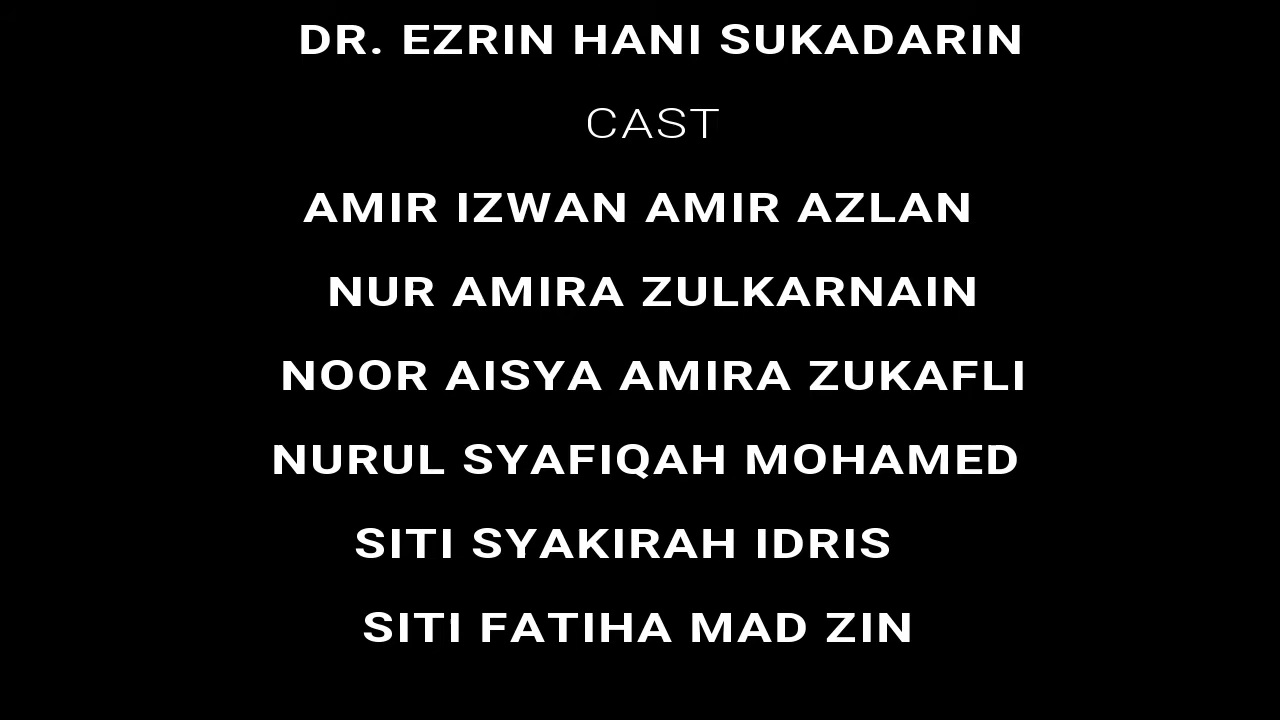 DR. EZRIN HANI SUKADARIN
CAST
AMIR IZWAN AMIR AZLAN
NUR AMIRA ZULKARNAIN
NOOR AISYA AMIRA ZUKAFLI
NURUL SYAFIQAH MOHAMED
SITI SYAKIRAH IDRIS
SITI FATIHA MAD ZIN